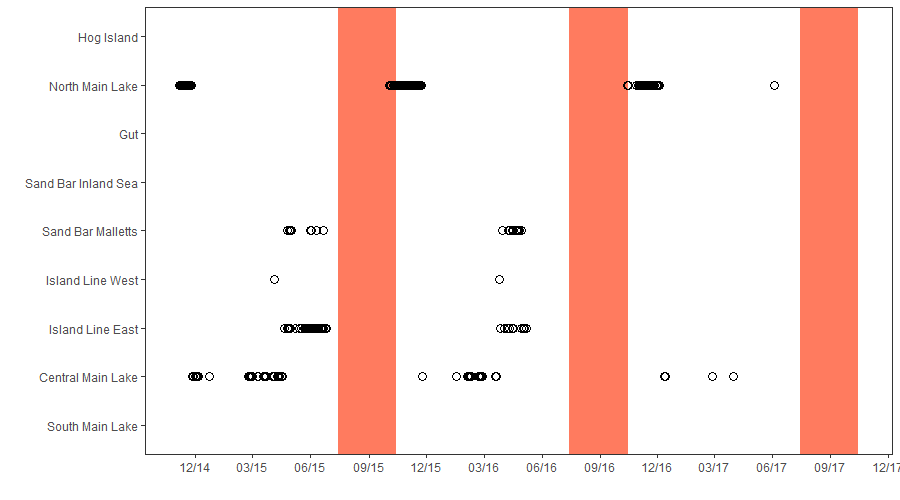 Hog Island
North Main Lake
Gut
Sand Bar Inland Sea
Sand Bar Malletts
Island Line West
Island Line East
Central Main Lake
South Main Lake
12/14 03/15 06/15 09/15 12/15 03/16 06/16 09/16 12/16 03/17 06/17 09/17 12/17